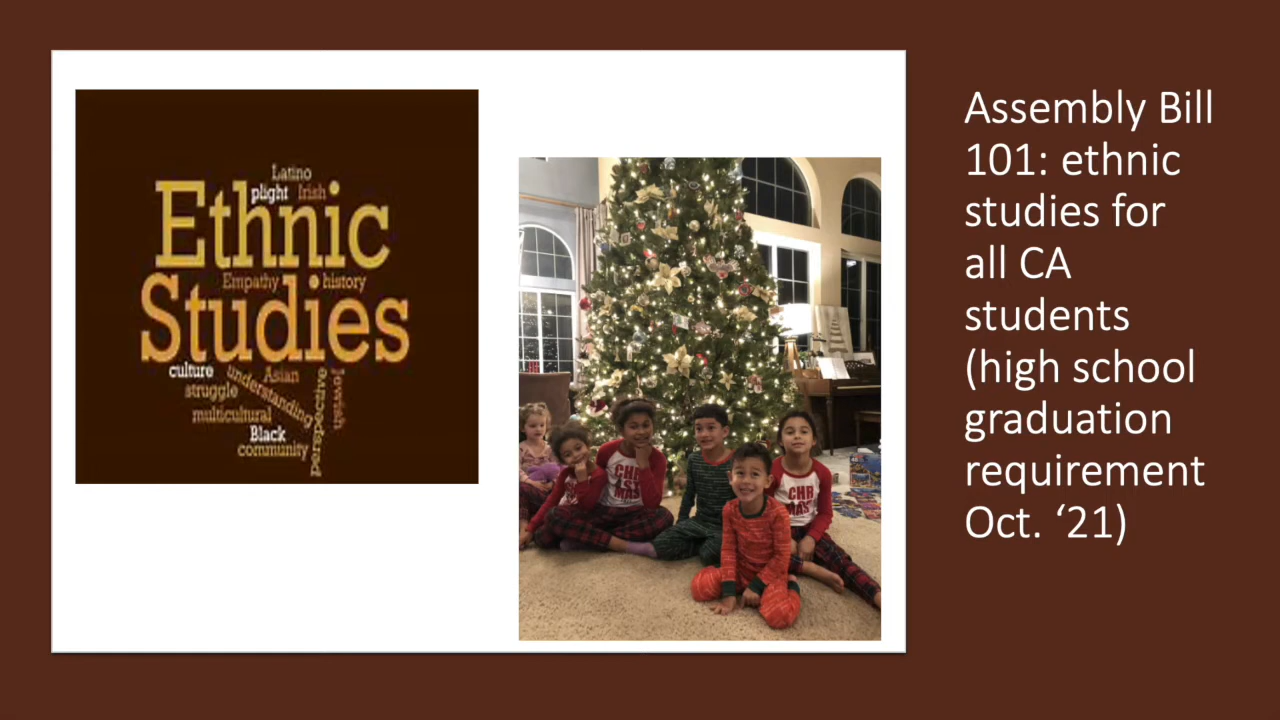 Latino
plight Irish
Ethnic
Empathy history
Studies
culture understanding Asian perspective Jewish
struggle
multicultural
Black
community
CHR
IST
MAS
CHR
MAS
Assembly Bill
101: ethnic
studies for
all CA
students
(high school
graduation
requirement
Oct. ‘21)